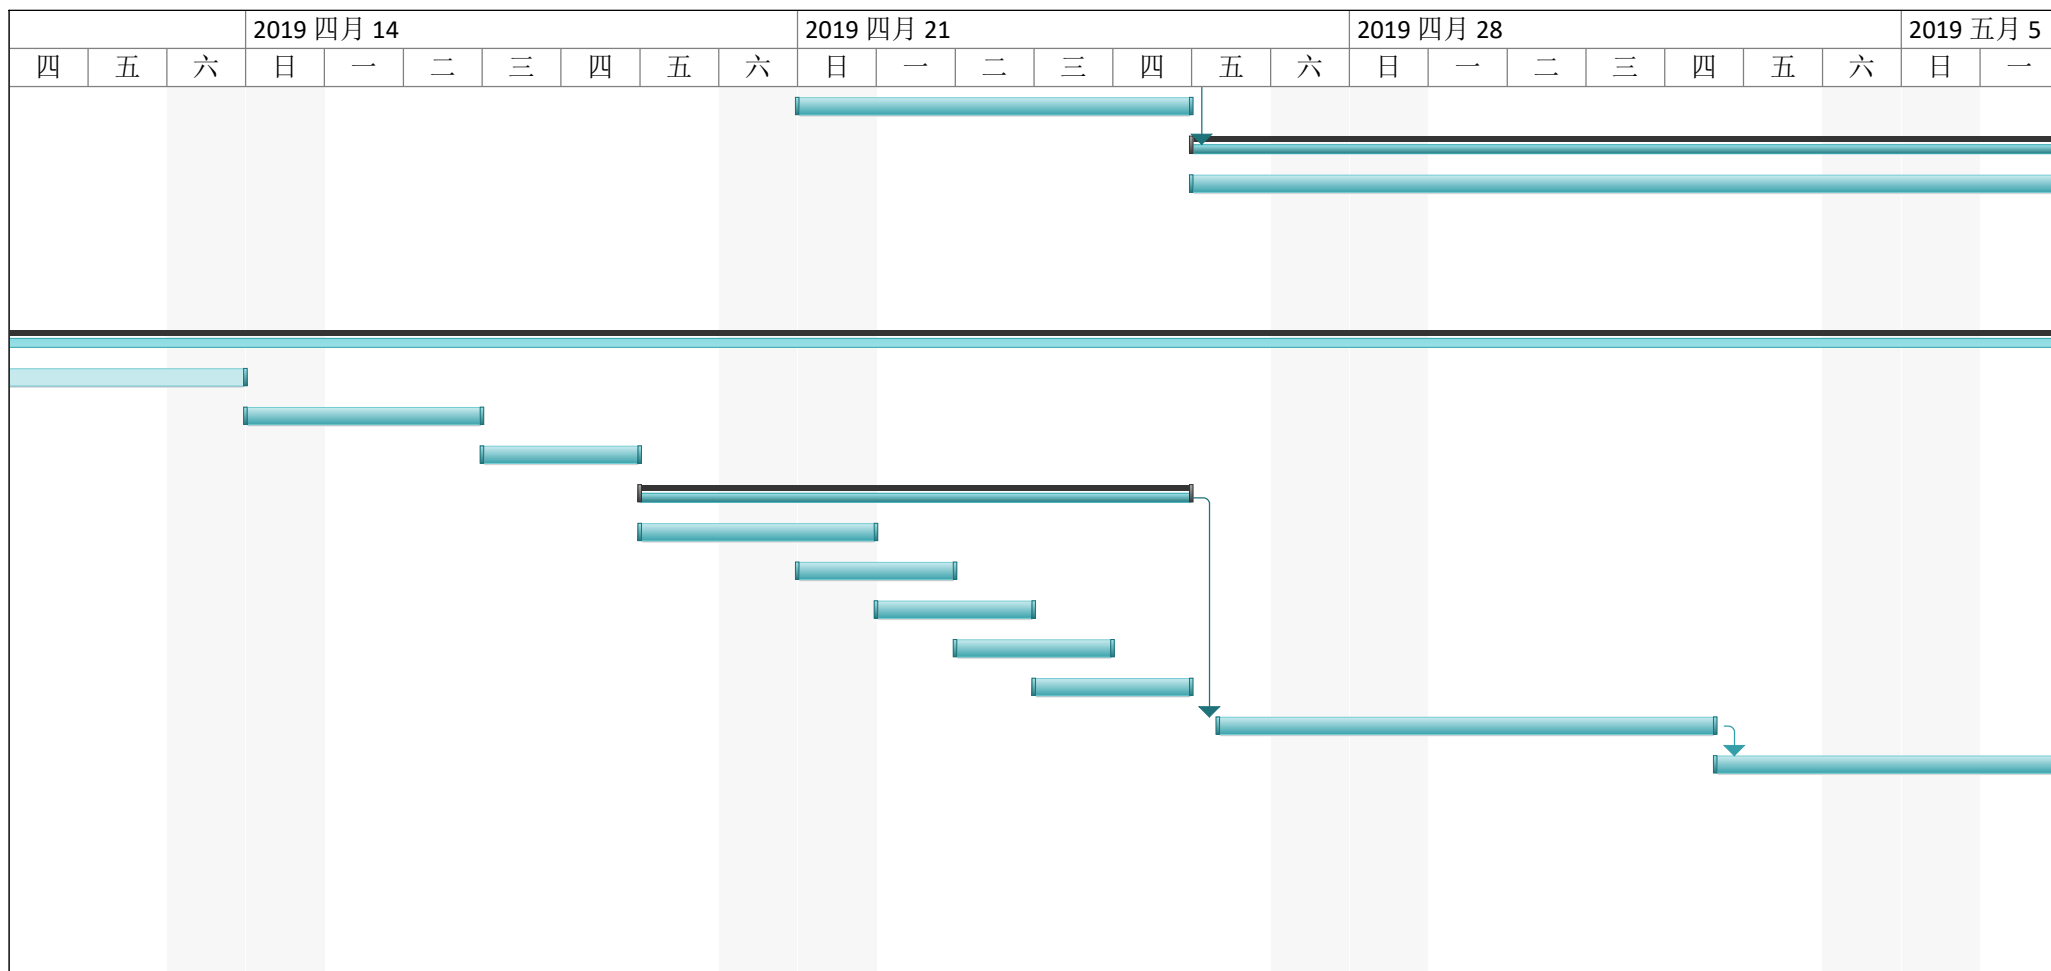 2019 四月 14 2019 四月 21 2019 四月 28 2019 五月 5
四 五 六 日 一 二 三 四 五 六 日 一 二 三 四 五 六 日 一 二 三 四 五 六 日 一